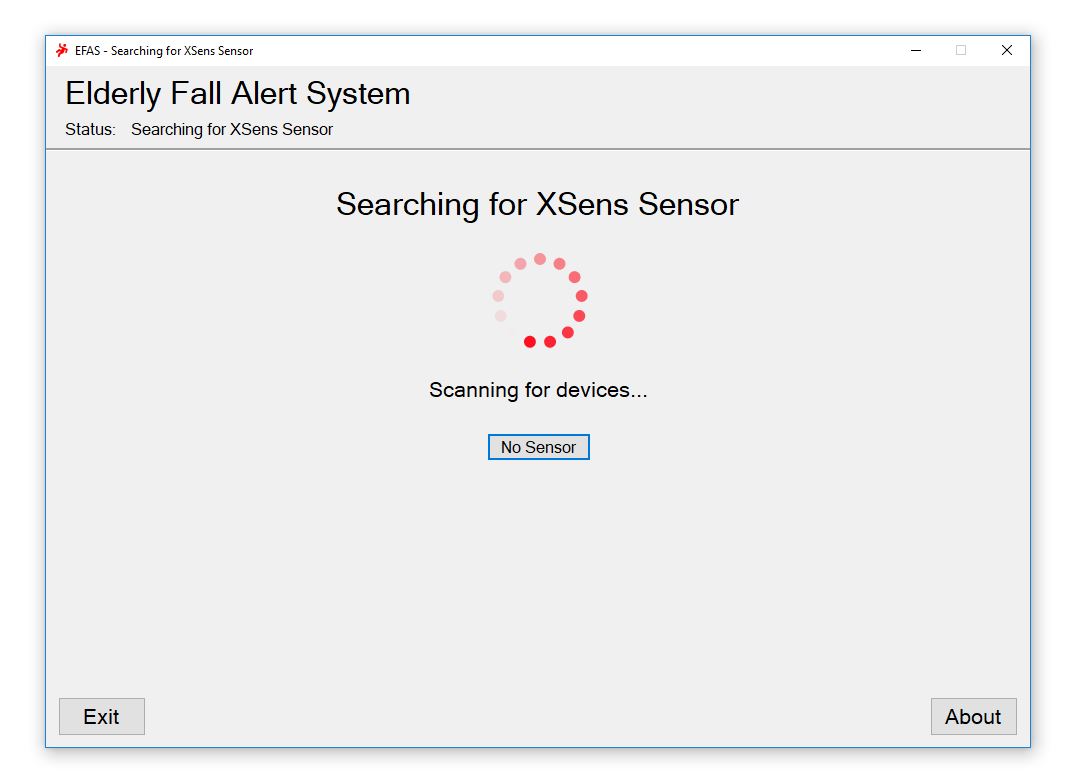 EFAS - Searching for XSens Sensor
Elderly Fall Alert System
Status: Searching for XSens Sensor
Searching for XSens Sensor
Scanning for devices...
No Sensor
Exit
About